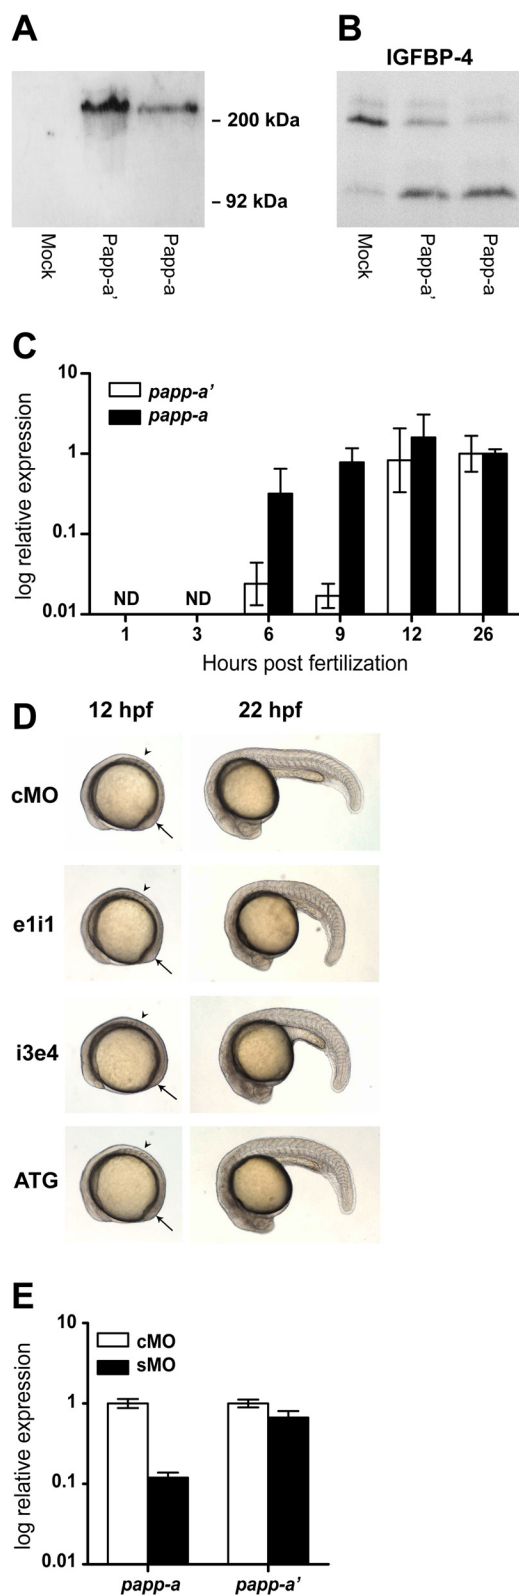 A
– 200 kDa
– 92 kDa
Mock
Papp-a’
Papp-a
B
IGFBP-4
Mock
Papp-a’
Papp-a
C
log relative expression
10
1
0.1
0.01
papp-a’
papp-a
ND
ND
1 3 6 9 12 26
Hours post fertilization
D
12 hpf 22 hpf
cMO
e1i1
i3e4
ATG
E
log relative expression
10
1
0.1
0.01
cMO
sMO
papp-a papp-a’